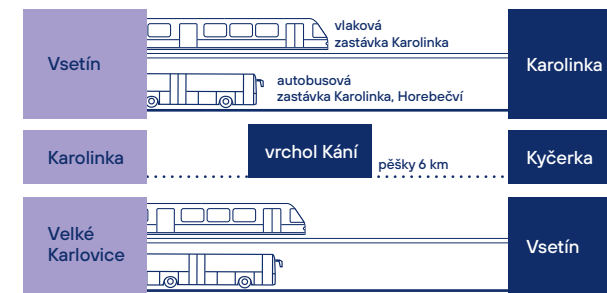 Vsetín
vlaková
zastávka Karolinka
autobusová
zastávka Karolinka, Horebečví
Karolinka
Karolinka
vrchol Kání
pěšky 6 km
Kyčerka
Velké
Karlovice
Vsetín